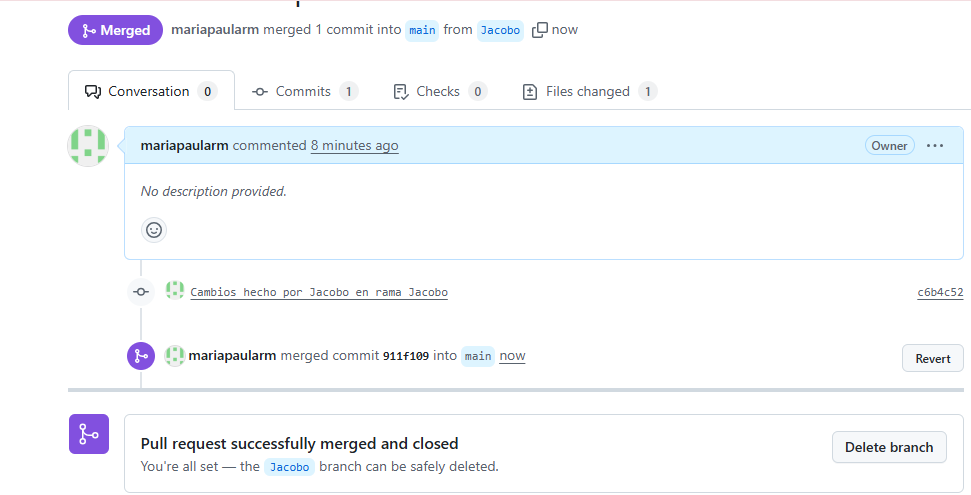 Merged mariapaularm merged 1 commit into main from Jacobo now
Conversation 0 Commits 1 Checks 0 Files changed 1
mariapaularm commented 8 minutes ago Owner
No description provided.
Cambios hecho por Jacobo en rama Jacobo c6b4c52
mariapaularm merged commit 911f109 into main now Revert
Pull request successfully merged and closed Delete branch
You're all set — the Jacobo branch can be safely deleted.